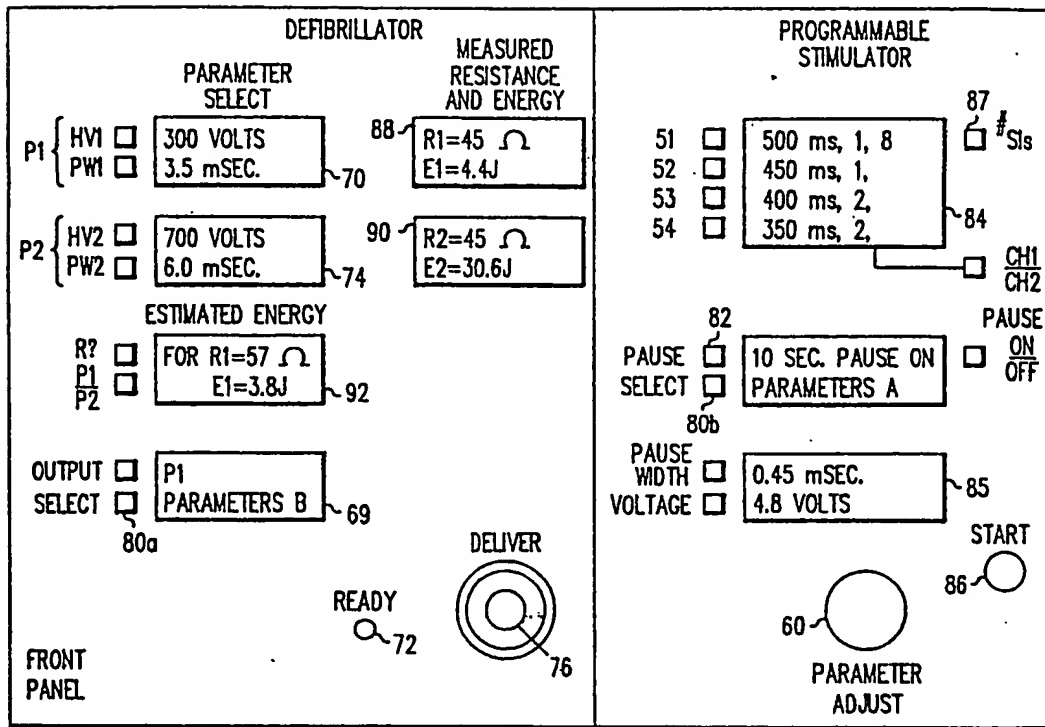 DEFIBRILLATOR
PARAMETER
SELECT
MEASURED
RESISTANCE
AND ENERGY
P1
HV1
PW1
300 VOLTS
3.5 mSEC.
70
88
R1=45 Ω
E1=4.4J
P2
HV2
PW2
700 VOLTS
6.0 mSEC.
74
90
R2=45 Ω
E2=30.6J
ESTIMATED ENERGY
R?
P1
P2
FOR R1=57 Ω
E1=3.8J
92
OUTPUT
SELECT
80a
P1
PARAMETERS B
69
DELIVER
READY
72
76
FRONT
PANEL
PROGRAMMABLE
STIMULATOR
51
52
53
54
500 ms, 1, 8
450 ms, 1,
400 ms, 2,
350 ms, 2,
84
87
#
SIs
CH1
CH2
82
PAUSE
SELECT
80b
10 SEC. PAUSE ON
PARAMETERS A
PAUSE
ON
OFF
PAUSE
WIDTH
VOLTAGE
0.45 mSEC.
4.8 VOLTS
85
START
86
60
PARAMETER
ADJUST